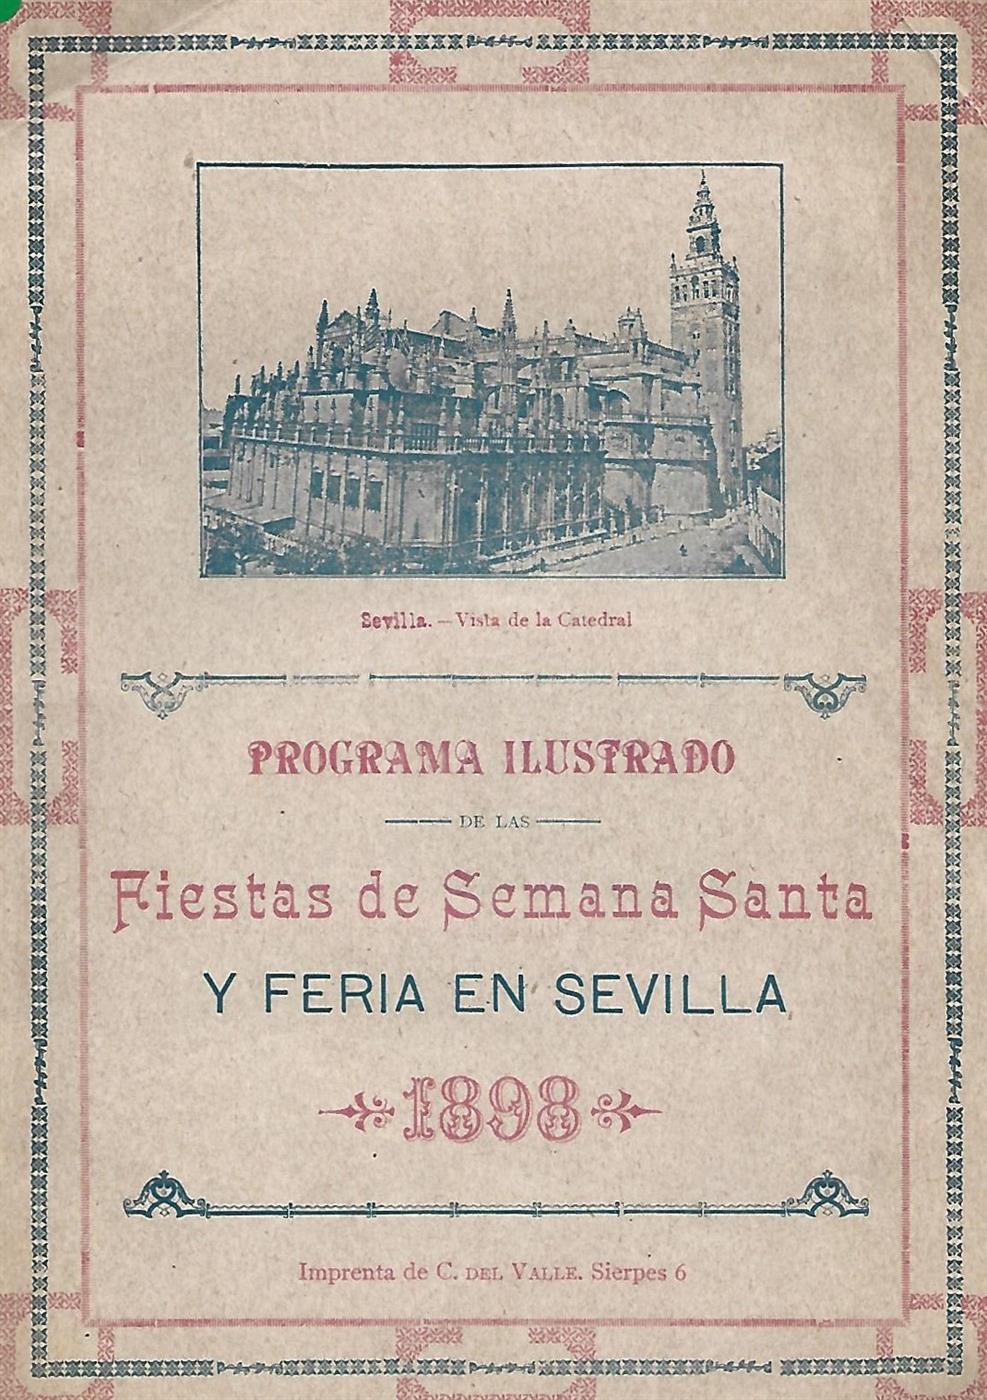 Sevilla. — Vista de la Catedral
PROGRAMA ILUSTRADO
DE LAS
Fiestas de Semana Santa
Y FERIA EN SEVILLA
1898
Imprenta de C. DEL VALLE. Sierpes 6